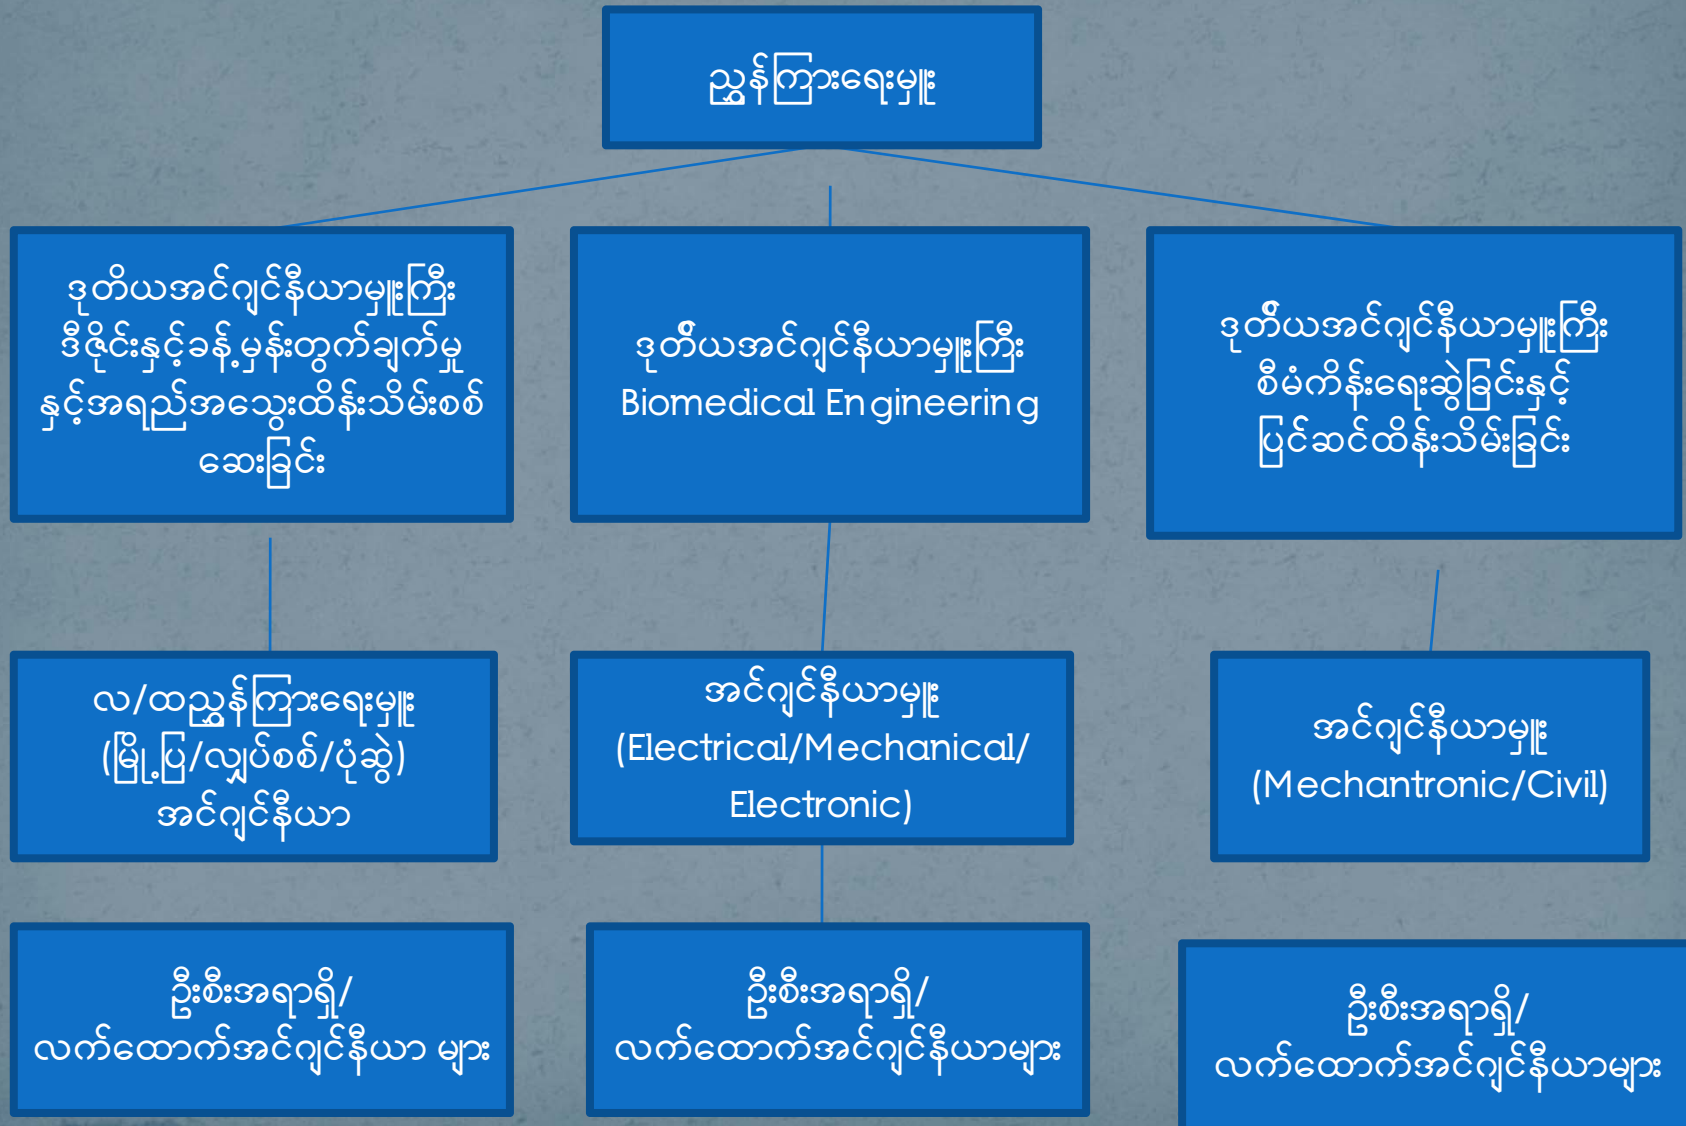 ညွှန်ကြားရေးမှူး
ဒုတိယအင်ဂျင်နီယာမှူးကြီး
ဒီဇိုင်းနှင့်ခန့်မှန်းတွက်ချက်မှု
နှင့်အရည်အသွေးထိန်းသိမ်းစစ်
ဆေးခြင်း
ဒုတိယအင်ဂျင်နီယာမှူးကြီး
Biomedical Engineering
ဒုတိယအင်ဂျင်နီယာမှူးကြီး
စီမံကိန်းရေးဆွဲခြင်းနှင့်
ပြင်ဆင်ထိန်းသိမ်းခြင်း
လ/ထညွှန်ကြားရေးမှူး
(မြို့ပြ/လျှပ်စစ်/ပုံဆွဲ)
အင်ဂျင်နီယာ
အင်ဂျင်နီယာမှူး
(Electrical/Mechanical/
Electronic)
အင်ဂျင်နီယာမှူး
(Mechantronic/Civil)
ဦးစီးအရာရှိ/
လက်ထောက်အင်ဂျင်နီယာ များ
ဦးစီးအရာရှိ/
လက်ထောက်အင်ဂျင်နီယာများ
ဦးစီးအရာရှိ/
လက်ထောက်အင်ဂျင်နီယာများ